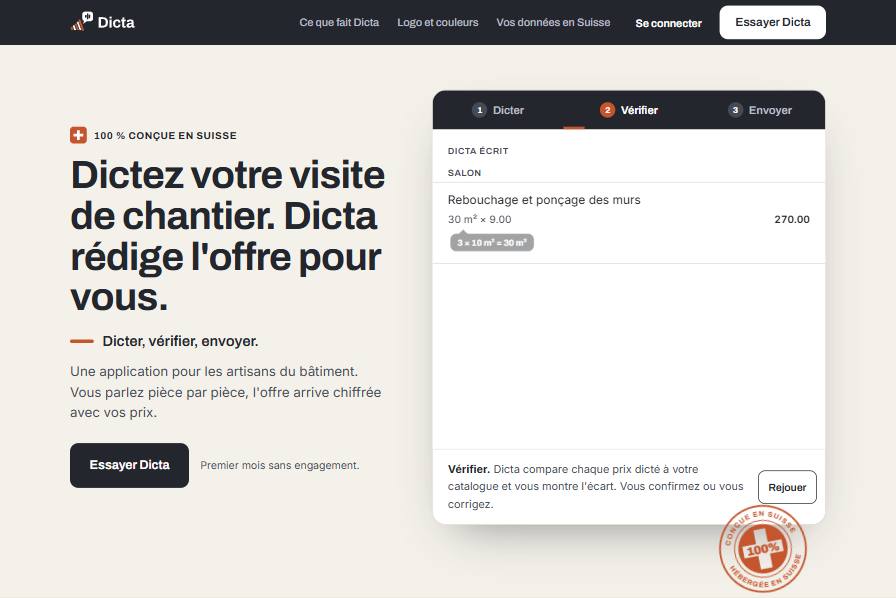 Dicta
Ce que fait Dicta
Logo et couleurs
Vos données en Suisse
Se connecter
Essayer Dicta
100 % CONÇUE EN SUISSE
Dictez votre visite
de chantier. Dicta
rédige l'offre pour
vous.
Dicter, vérifier, envoyer.
Une application pour les artisans du bâtiment.
Vous parlez pièce par pièce, l'offre arrive chiffrée
avec vos prix.
Essayer Dicta
Premier mois sans engagement.
1 Dicter
2 Vérifier
3 Envoyer
DICTA ÉCRIT
SALON
Rebouchage et ponçage des murs
30 m² × 9.00
270.00
3 × 10 m² = 30 m²
Vérifier. Dicta compare chaque prix dicté à votre
catalogue et vous montre l'écart. Vous confirmez ou vous
corrigez.
Rejouer
CONÇUE EN SUISSE
100%
HÉBERGÉE EN SUISSE